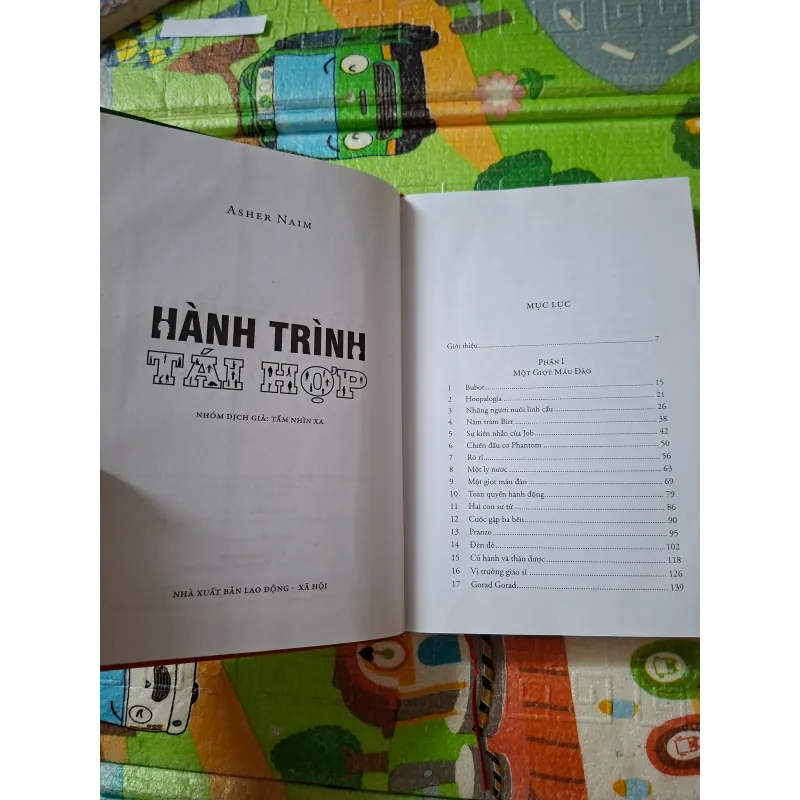 ASHER NAIM
HÀNH TRÌNH
TÁI HỢP
NHÓM DỊCH GIẢ: TẦM NHÌN XA
NHÀ XUẤT BẢN LAO ĐỘNG - XÃ HỘI
MỤC LỤC
Giới thiệu 7
PHẦN I
MỘT GIỌT MÁU ĐÀO
1 Bubot 15
2 Hoopalogia 21
3 Những người nuôi linh cẩu 26
4 Năm trăm Birr 38
5 Sự kiên nhẫn của Job 42
6 Chiến đấu cơ Phantom 50
7 Rò rỉ 56
8 Một ly nước 63
9 Một giọt máu đào 69
10 Toàn quyền hành động 79
11 Hai con sư tử 86
12 Cuộc gặp ba bên 90
13 Pranzo 95
14 Đèn đỏ 102
15 Củ hành và thảo dược 118
16 Vị trưởng giáo sĩ 126
17 Gorad Gorad 139